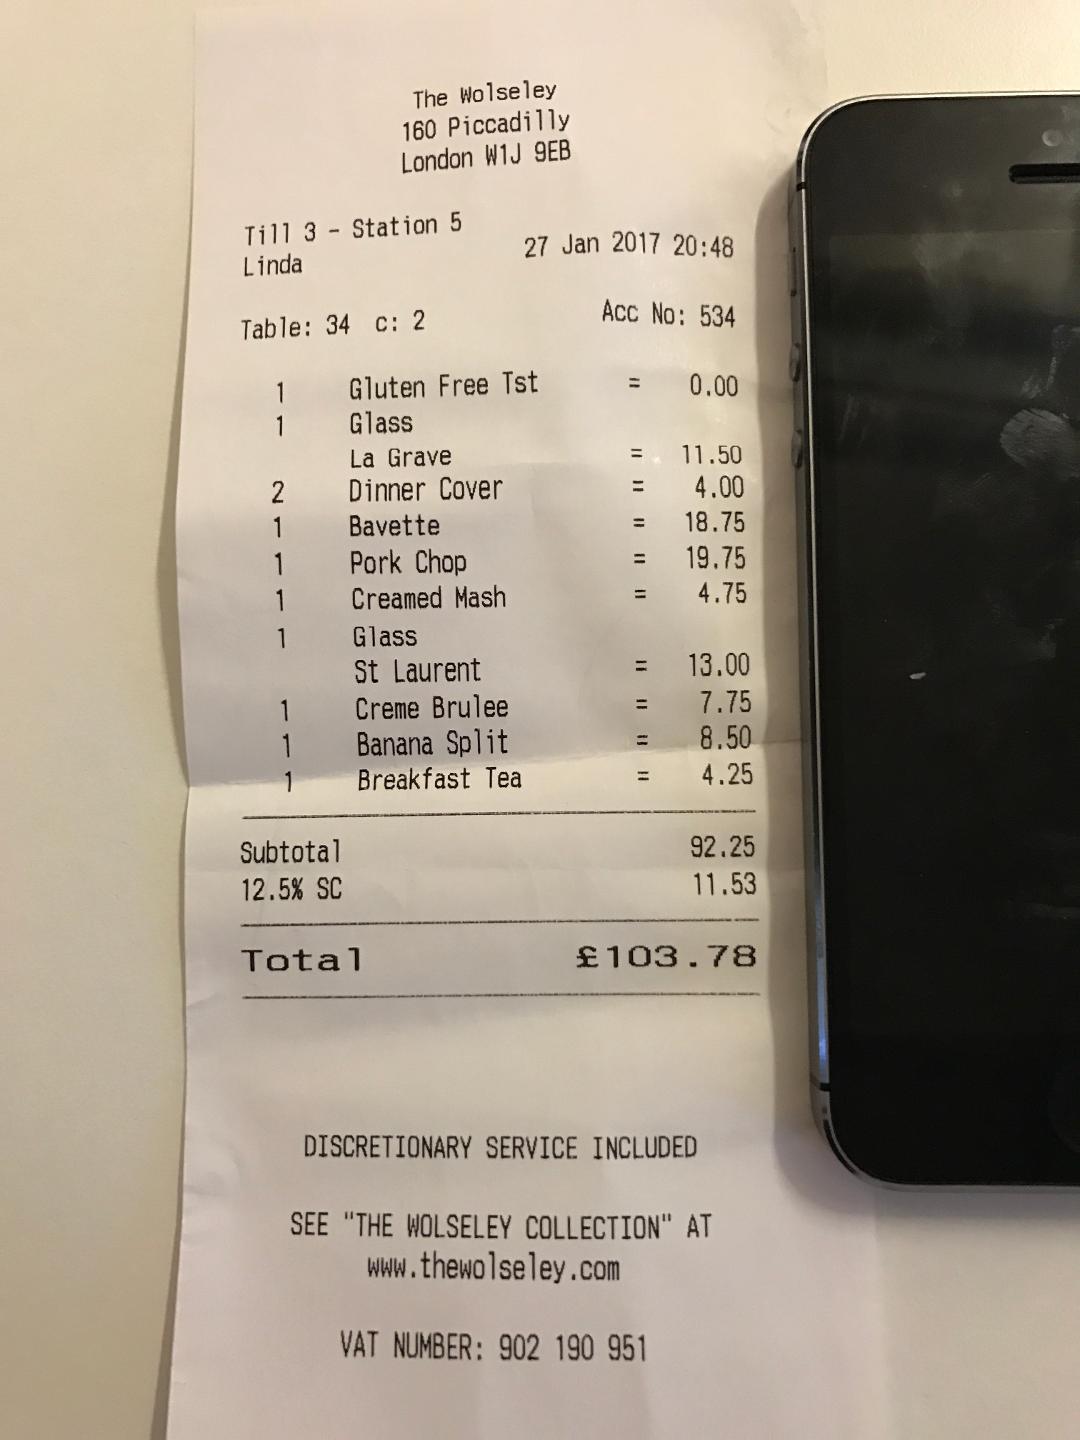 The Wolseley
160 Piccadilly
London W1J 9EB
Till 3 - Station 5
Linda 27 Jan 2017 20:48
Table: 34 c: 2 Acc No: 534
1 Gluten Free Tst = 0.00
1 Glass
La Grave = 11.50
2 Dinner Cover = 4.00
1 Bavette = 18.75
1 Pork Chop = 19.75
1 Creamed Mash = 4.75
1 Glass
St Laurent = 13.00
1 Creme Brulee = 7.75
1 Banana Split = 8.50
1 Breakfast Tea = 4.25
Subtotal 92.25
12.5% SC 11.53
Total £103.78
DISCRETIONARY SERVICE INCLUDED
SEE "THE WOLSELEY COLLECTION" AT
www.thewolseley.com
VAT NUMBER: 902 190 951